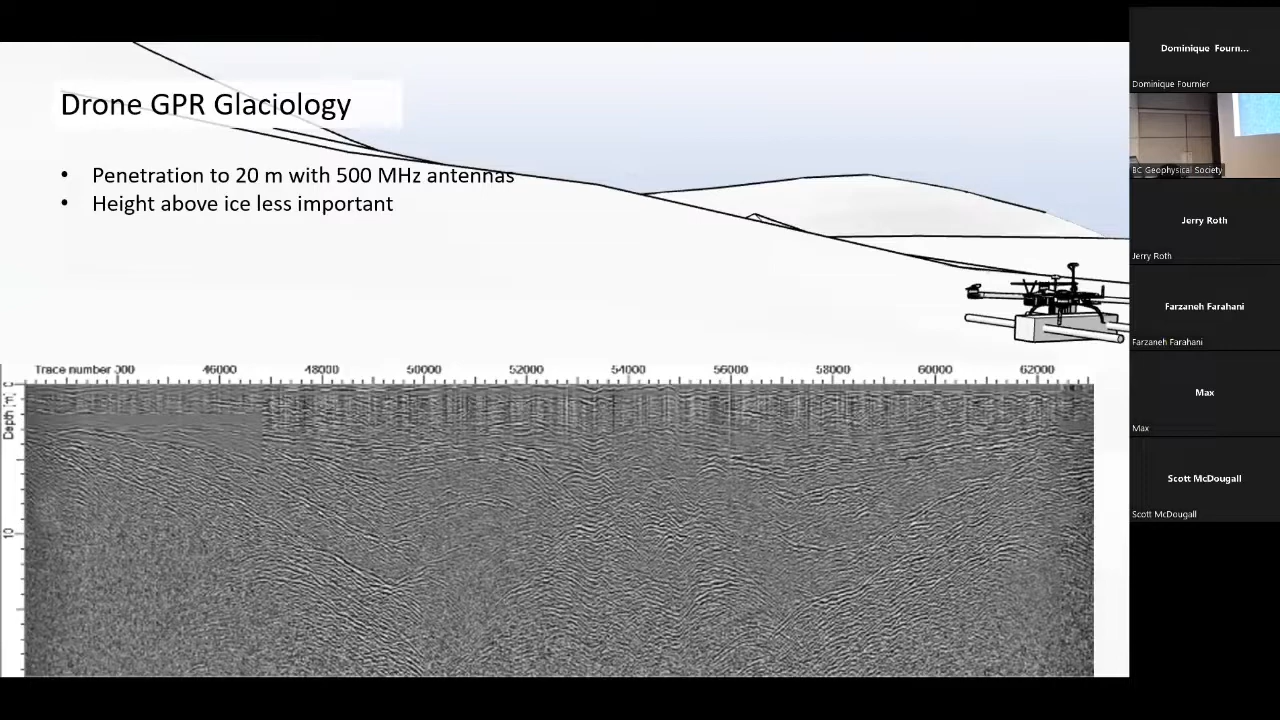 Drone GPR Glaciology
• Penetration to 20 m with 500 MHz antennas
• Height above ice less important
Trace number 300 46000 48000 50000 52000 54000 56000 58000 60000 62000
Depth [m]
0
10
Dominique Fourn...
Dominique Fournier
BC Geophysical Society
Jerry Roth
Jerry Roth
Farzaneh Farahani
Farzaneh Farahani
Max
Max
Scott McDougall
Scott McDougall